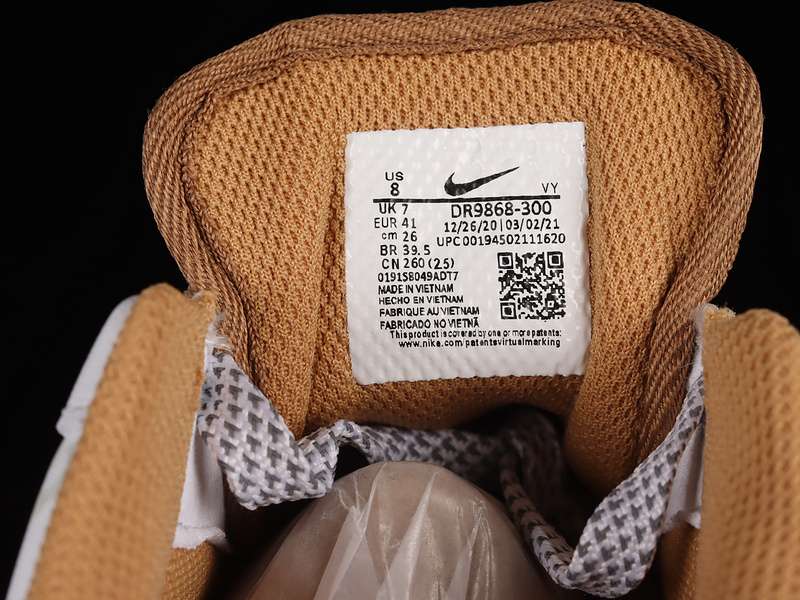 US
8
VY
UK 7
DR9868-300
EUR 41
12/26/20 | 03/02/21
cm 26
UPC00194502111620
BR 39.5
CN 260 (2.5)
0191S8049ADT7
MADE IN VIETNAM
HECHO EN VIETNAM
FABRIQUE AU VIETNAM
FABRICADO NO VIETNÃ
This product is covered by one or more patents:
www.nike.com/patentsvirtualmarking